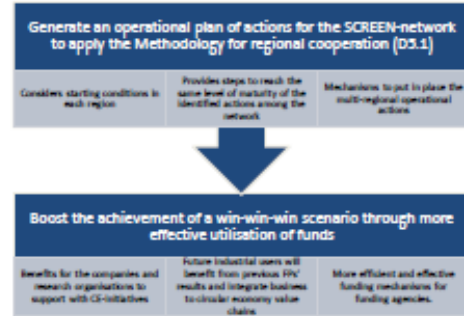 Generate an operational plan of actions for the SCREEN-network
to apply the Methodology for regional cooperation (D3.1)
Considers starting conditions in
each region
Provides steps to reach the
same level of maturity of the
identified actions among the
network
Mechanisms to put in place the
multi-regional operational
actions
Boost the achievement of a win-win-win scenario through more
effective utilisation of funds
Benefits for the companies and
research organisations to
support with CE-initiatives
Future industrial users will
benefit from previous FPs'
results and integrate business
to circular economy value
chains
More efficient and effective
funding mechanisms for
funding agencies.